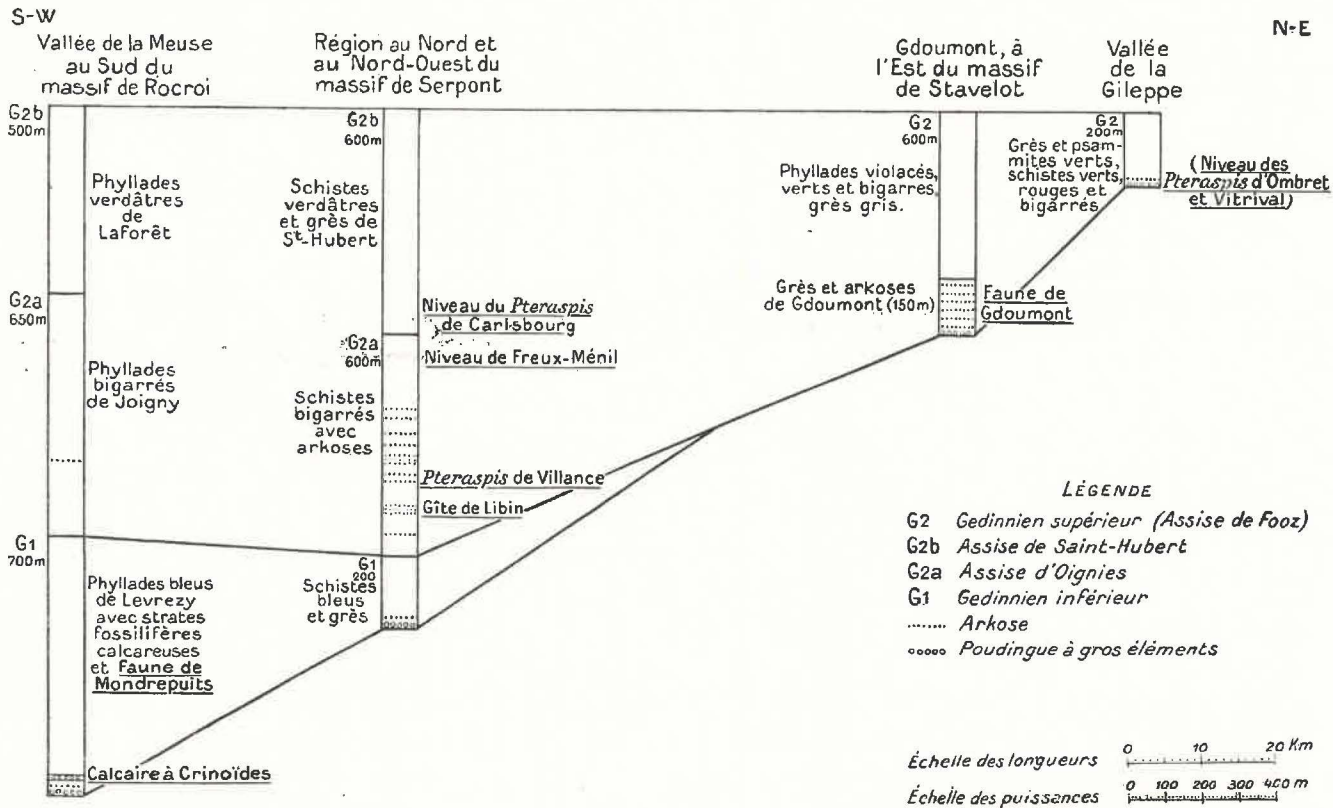 S-W
N-E
Vallée de la Meuse
au Sud du
massif de Rocroi
Région au Nord et
au Nord-Ouest du
massif de Serpont
Gdoumont, à
l'Est du massif
de Stavelot
Vallée
de la
Gileppe
G2b
500m
Phyllades
verdâtres
de
Laforêt
G2a
650m
Phyllades
bigarrés
de Joigny
G1
700m
Phyllades bleus
de Levrezy
avec strates
fossilifères
calcareuses
et Faune de
Mondrepuits
Calcaire à Crinoïdes
G2b
600m
Schistes
verdâtres
et grès de
St-Hubert
Niveau du Pteraspis
de Carlsbourg
G2a
600m
Niveau de Freux-Ménil
Schistes
bigarrés
avec
arkoses
Pteraspis de Villance
Gîte de Libin
G1
200
Schistes
bleus
et grès
G2
600m
Phyllades violacés,
verts et bigarres,
grès gris.
Grès et arkoses
de Gdoumont (150m)
Faune de
Gdoumont
G2
200m
Grès et psam-
mites verts,
schistes verts,
rouges et
bigarrés
(Niveau des
Pteraspis d'Ombret
et Vitrival)
LÉGENDE
G2 Gedinnien supérieur (Assise de Fooz)
G2b Assise de Saint-Hubert
G2a Assise d'Oignies
G1 Gedinnien inférieur
Arkose
Poudingue à gros éléments
Échelle des longueurs 0 10 20 Km
Échelle des puissances 0 100 200 300 400 m